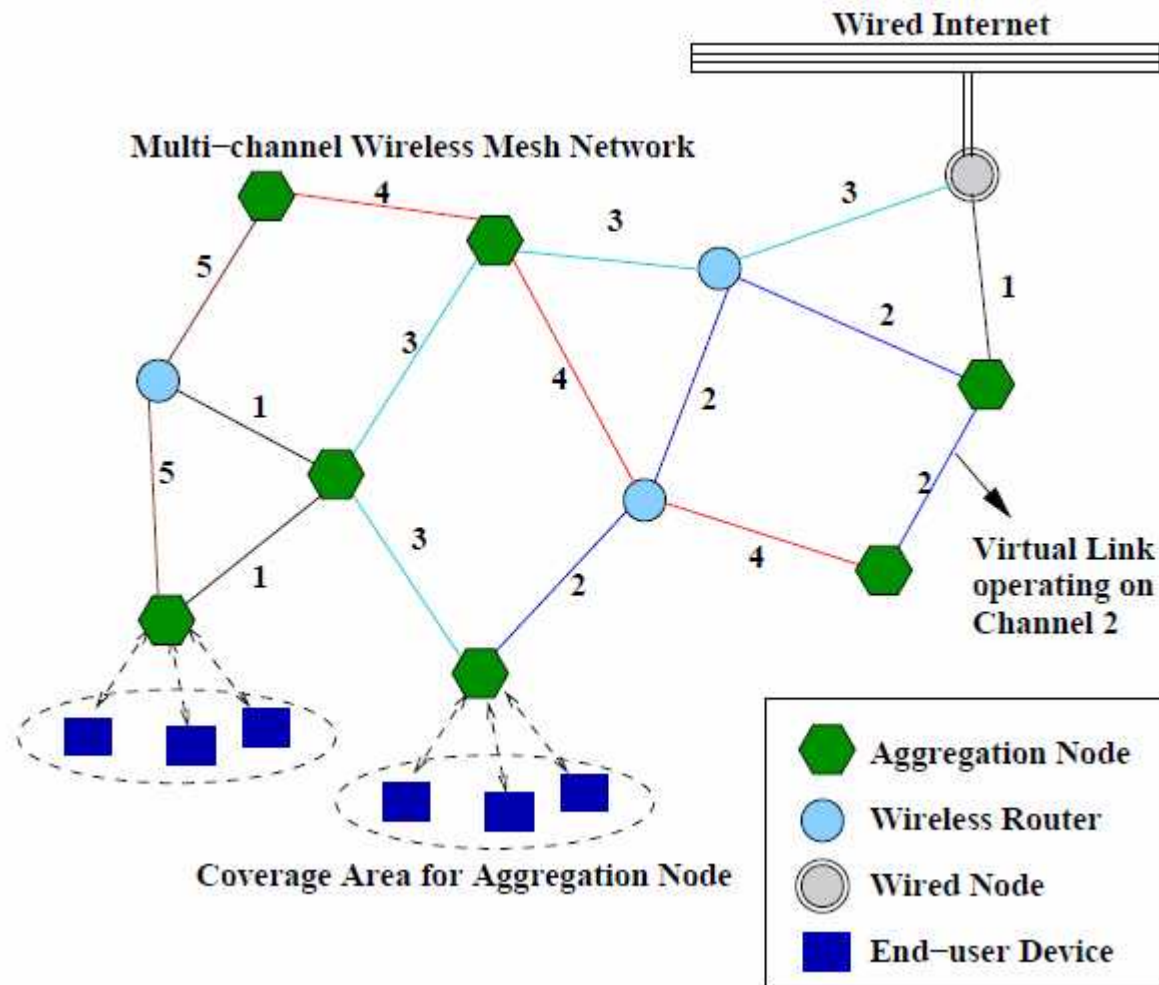 Wired Internet
Multi−channel Wireless Mesh Network
4
3
3
5
1
2
3
4
2
1
5
3
2
1
2
4
Virtual Link
operating on
Channel 2
Coverage Area for Aggregation Node
Aggregation Node
Wireless Router
Wired Node
End−user Device